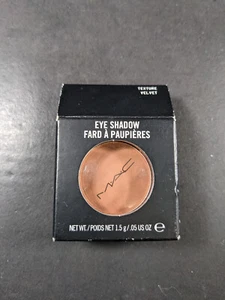 TEXTURE
VELVET
EYE SHADOW
FARD À PAUPIÈRES
MAC
NET WT./POIDS NET 1.5 g/.05 US OZ e